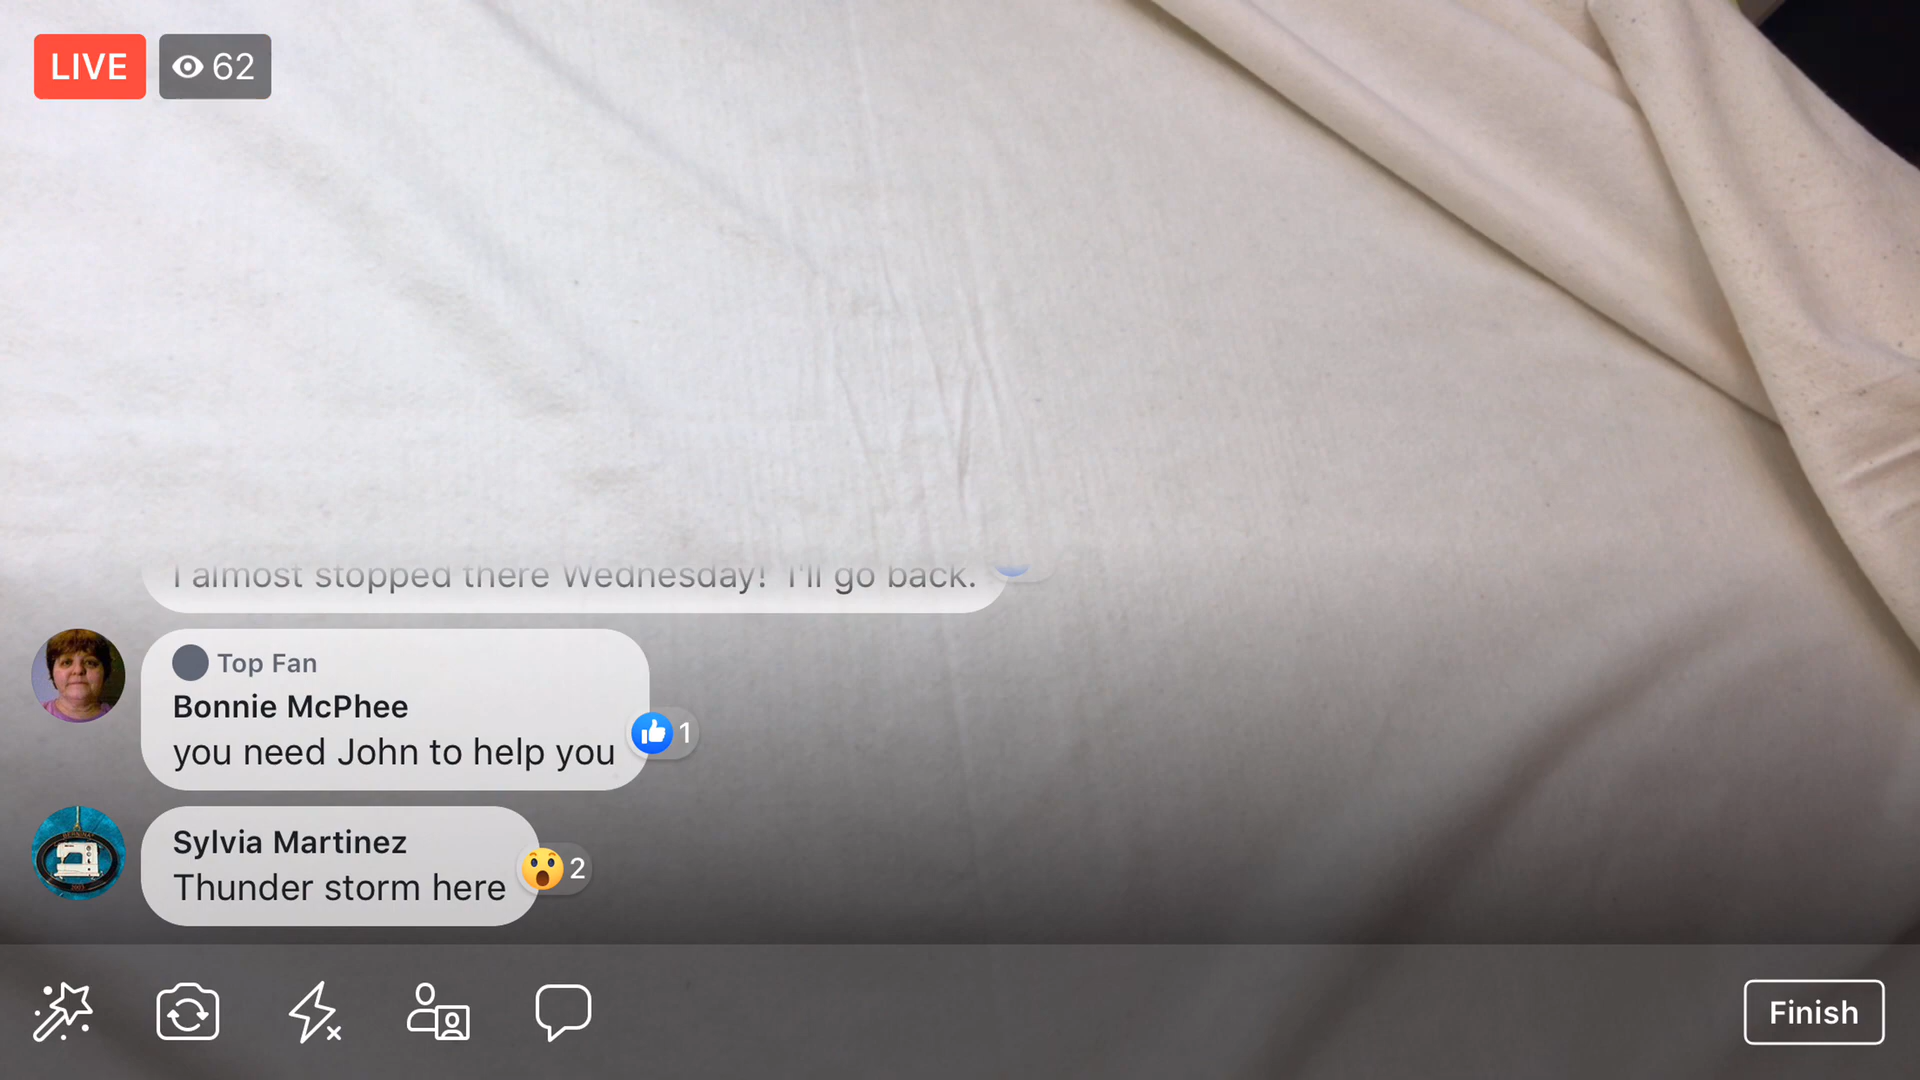 LIVE 62
I almost stopped there Wednesday! I'll go back.
Top Fan
Bonnie McPhee
you need John to help you
1
Sylvia Martinez
Thunder storm here
2
Finish